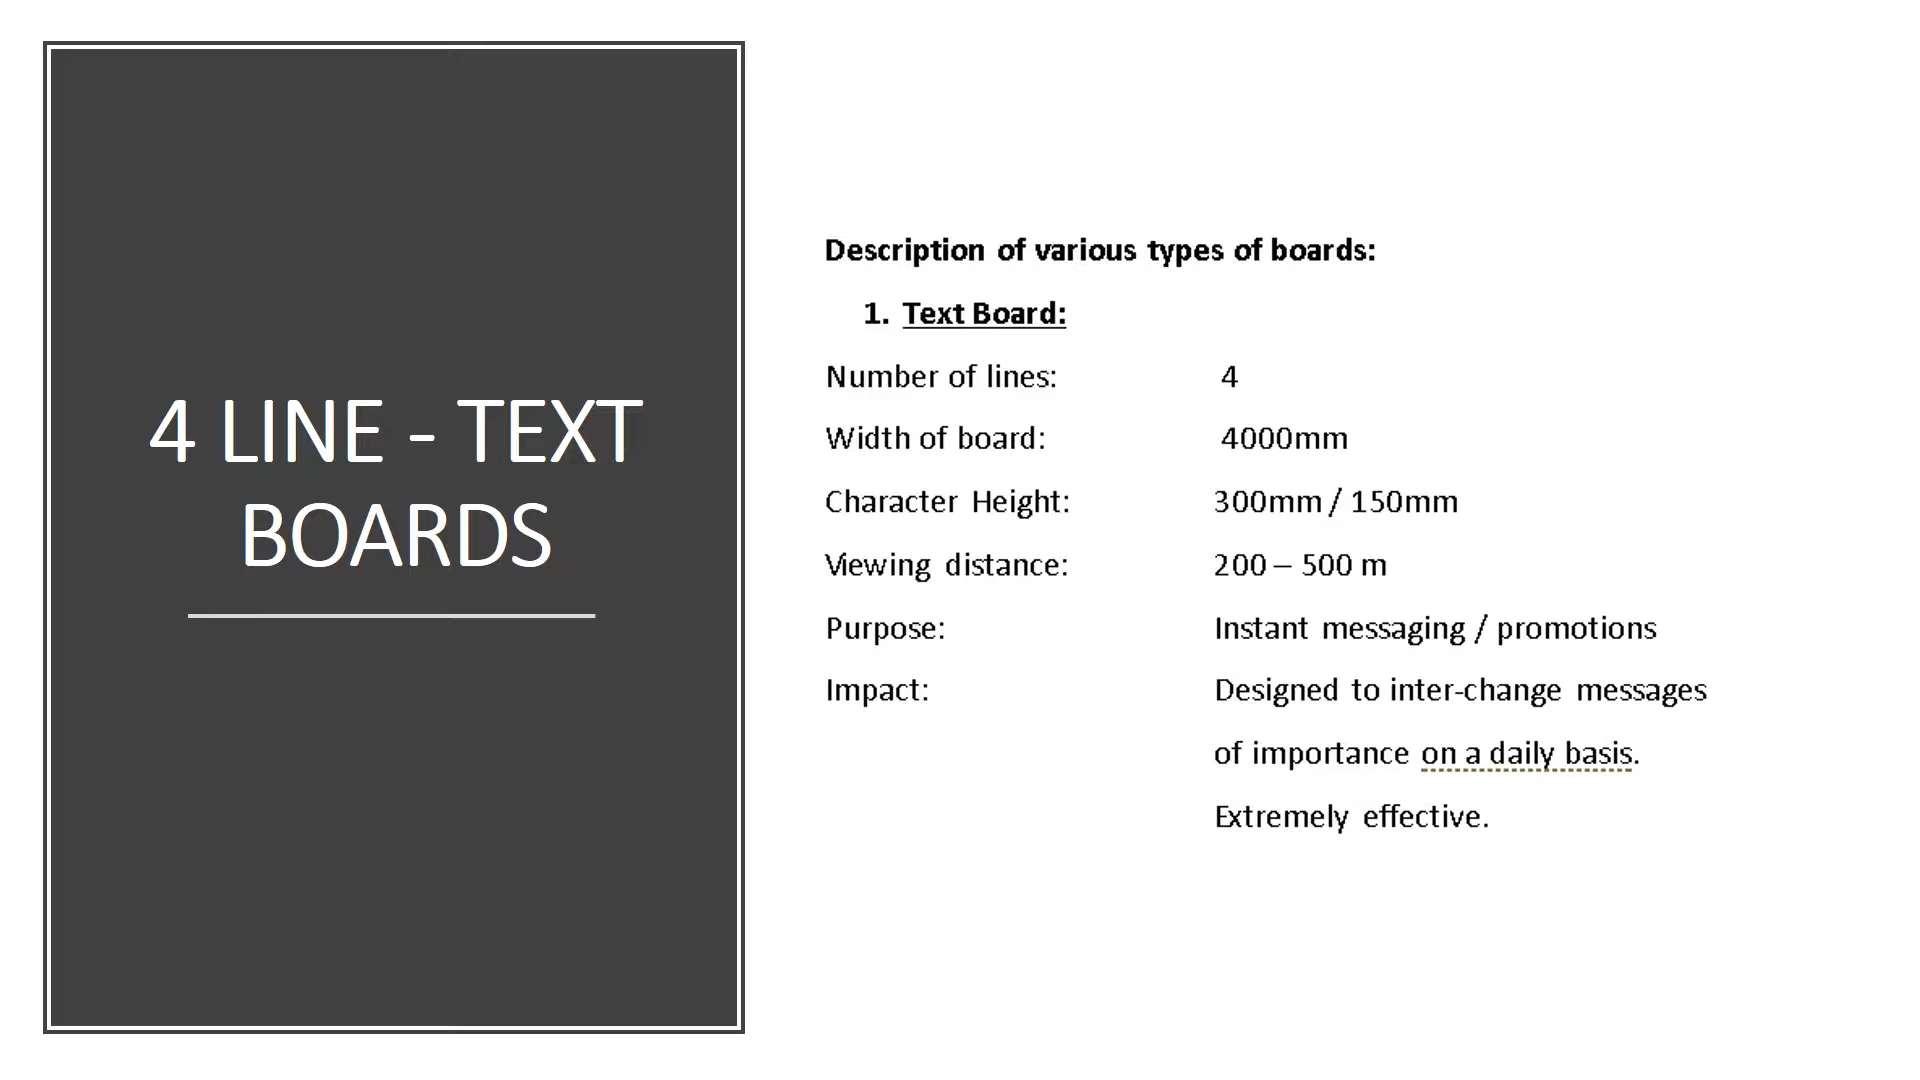 4 LINE - TEXT
BOARDS
Description of various types of boards:
1. Text Board:
Number of lines: 4
Width of board: 4000mm
Character Height: 300mm / 150mm
Viewing distance: 200 – 500 m
Purpose: Instant messaging / promotions
Impact: Designed to inter-change messages
of importance on a daily basis.
Extremely effective.